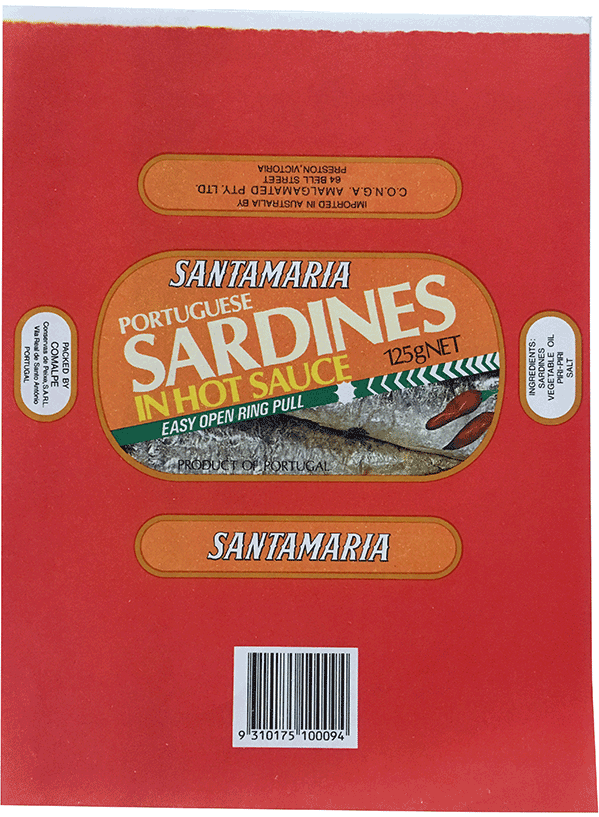 IMPORTED IN AUSTRALIA BY
C.O.N.G.A. AMALGAMATED PTY. LTD.
64 BELL STREET
PRESTON, VICTORIA
SANTAMARIA
PORTUGUESE
SARDINES
IN HOT SAUCE
125gNET
EASY OPEN RING PULL
PRODUCT OF PORTUGAL
PACKED BY
COMALPE
Conservas de Peixe, S.A.R.L.
Vila Real de Santo António
PORTUGAL
INGREDIENTS:
SARDINES
VEGETABLE OIL
PIRI-PIRI
SALT
SANTAMARIA
9 310175 100094